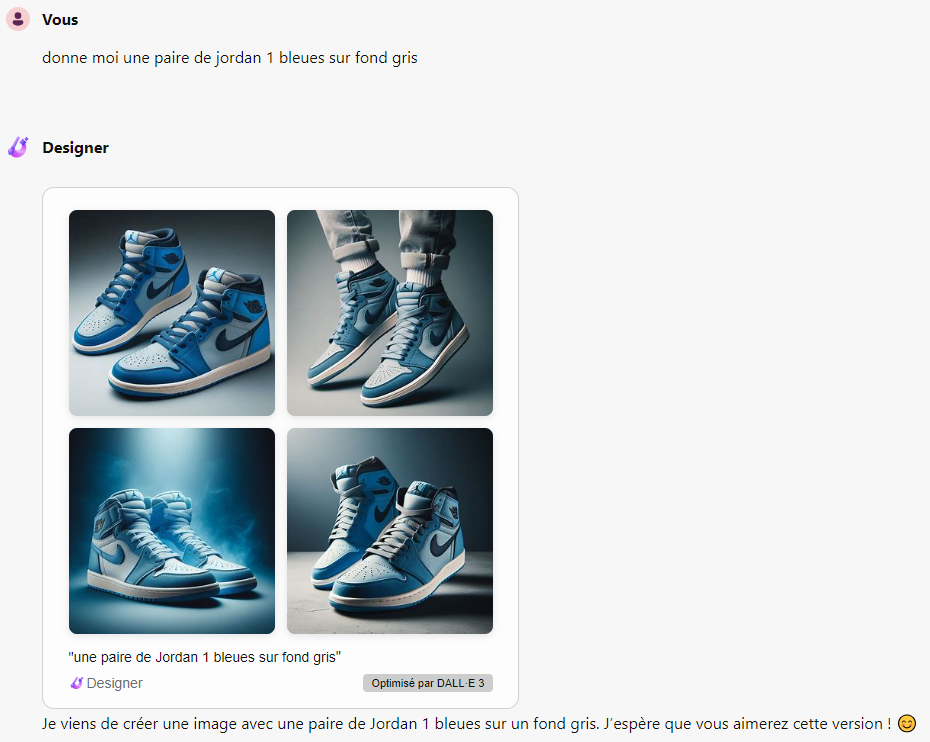 Vous
donne moi une paire de jordan 1 bleues sur fond gris
Designer
"une paire de Jordan 1 bleues sur fond gris"
Designer
Optimisé par DALL·E 3
Je viens de créer une image avec une paire de Jordan 1 bleues sur un fond gris. J’espère que vous aimerez cette version ! 😊